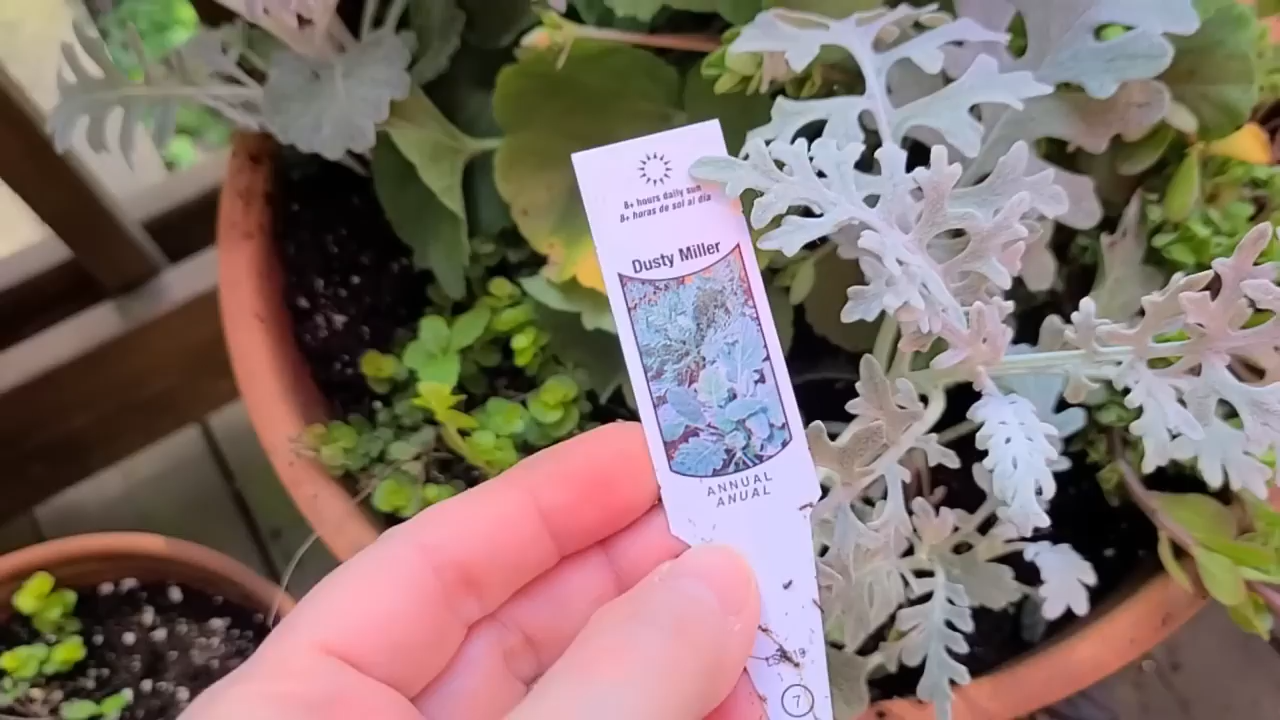 8+ hours daily sun
8+ horas de sol al día
Dusty Miller
ANNUAL
ANUAL
7